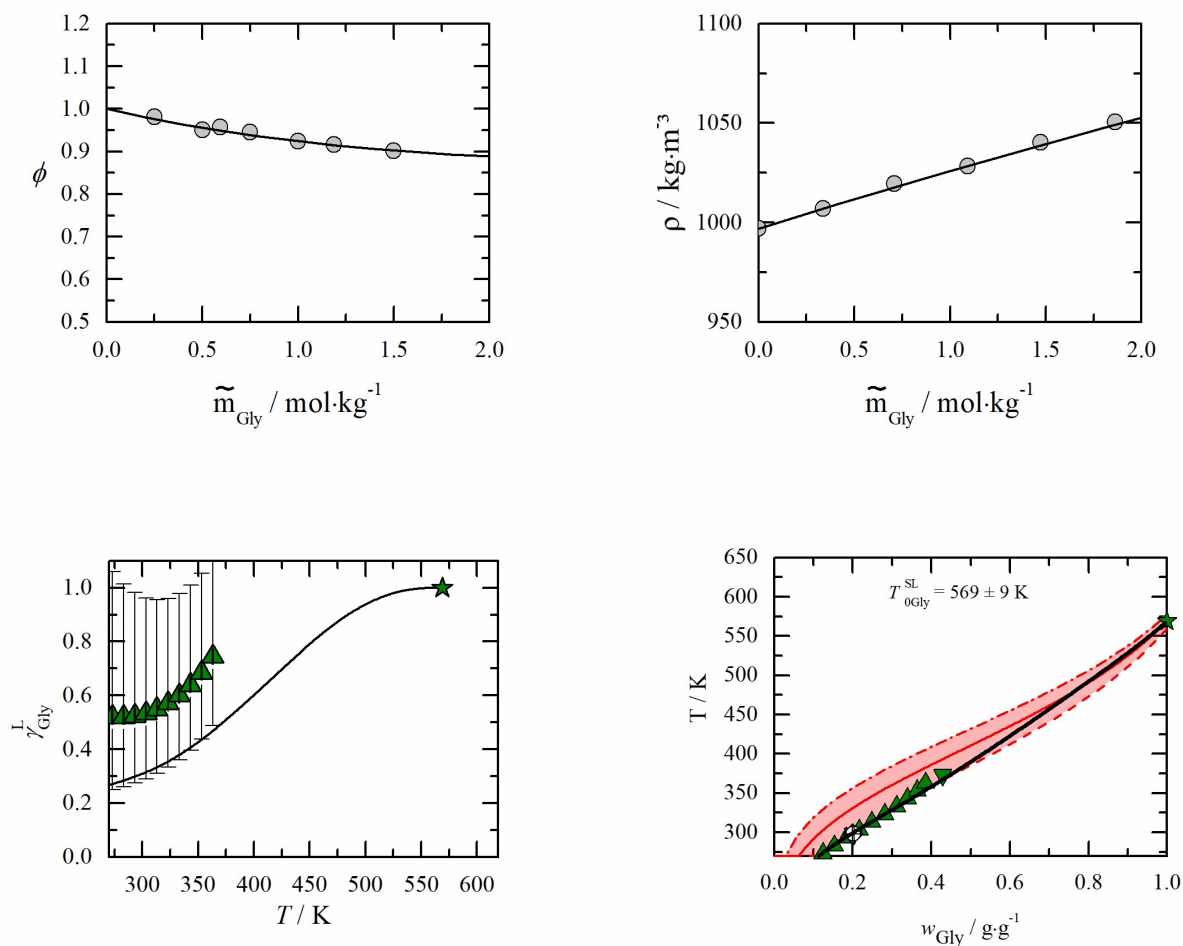 1.2
1.1
1.0
0.9
0.8
0.7
0.6
0.5
ϕ
0.0 0.5 1.0 1.5 2.0
m̃Gly / mol·kg-1
1100
1050
1000
950
ρ / kg·m⁻³
0.0 0.5 1.0 1.5 2.0
m̃Gly / mol·kg-1
1.0
0.8
0.6
0.4
0.2
0.0
γLGly
300 350 400 450 500 550 600
T / K
650
600
550
500
450
400
350
300
T / K
TSL0Gly = 569 ± 9 K
0.0 0.2 0.4 0.6 0.8 1.0
wGly / g·g-1